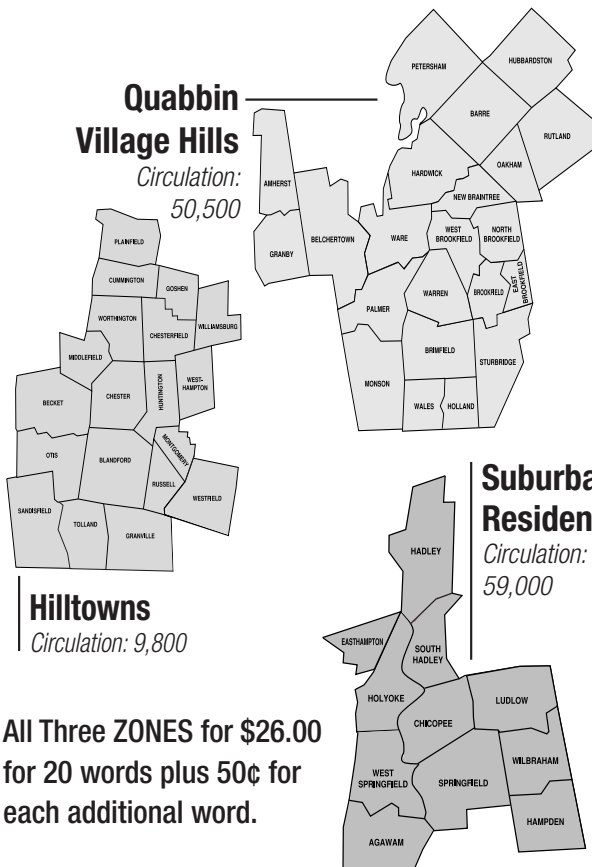 Quabbin
Village Hills
Circulation:
50,500
PETERSHAM
HUBBARDSTON
BARRE
RUTLAND
OAKHAM
HARDWICK
NEW BRAINTREE
AMHERST
GRANBY
BELCHERTOWN
WARE
WEST
BROOKFIELD
NORTH
BROOKFIELD
EAST
BROOKFIELD
BROOKFIELD
WARREN
PALMER
BRIMFIELD
STURBRIDGE
MONSON
WALES
HOLLAND
PLAINFIELD
CUMMINGTON
GOSHEN
WORTHINGTON
CHESTERFIELD
WILLIAMSBURG
MIDDLEFIELD
BECKET
CHESTER
HUNTINGTON
WEST-
HAMPTON
OTIS
BLANDFORD
MONTGOMERY
RUSSELL
WESTFIELD
SANDISFIELD
TOLLAND
GRANVILLE
Hilltowns
Circulation: 9,800
Suburba
Residen
Circulation:
59,000
HADLEY
EASTHAMPTON
SOUTH
HADLEY
HOLYOKE
CHICOPEE
LUDLOW
WEST
SPRINGFIELD
SPRINGFIELD
WILBRAHAM
HAMPDEN
AGAWAM
All Three ZONES for $26.00
for 20 words plus 50¢ for
each additional word.